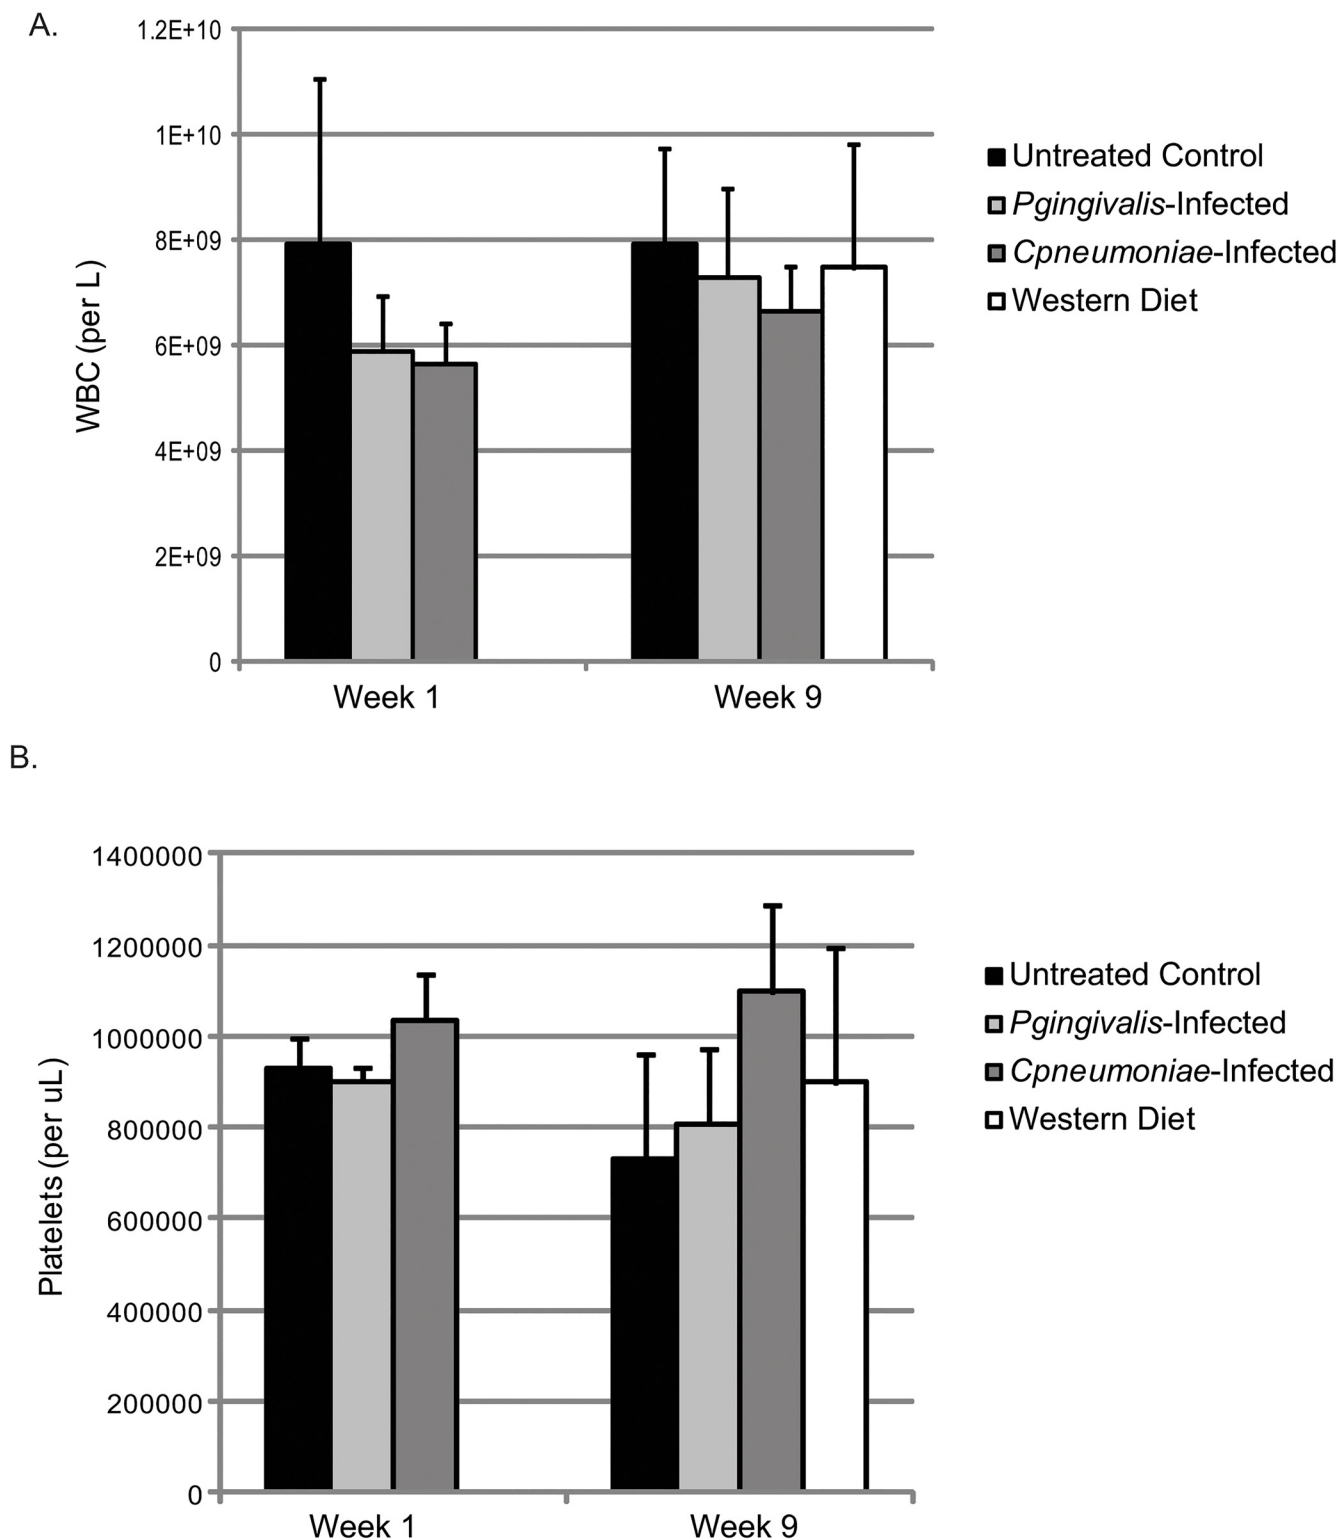 A.
1.2E+10
1E+10
8E+09
6E+09
4E+09
2E+09
0
WBC (per L)
Week 1
Week 9
Untreated Control
Pgingivalis-Infected
Cpneumoniae-Infected
Western Diet
B.
1400000
1200000
1000000
800000
600000
400000
200000
0
Platelets (per uL)
Week 1
Week 9
Untreated Control
Pgingivalis-Infected
Cpneumoniae-Infected
Western Diet